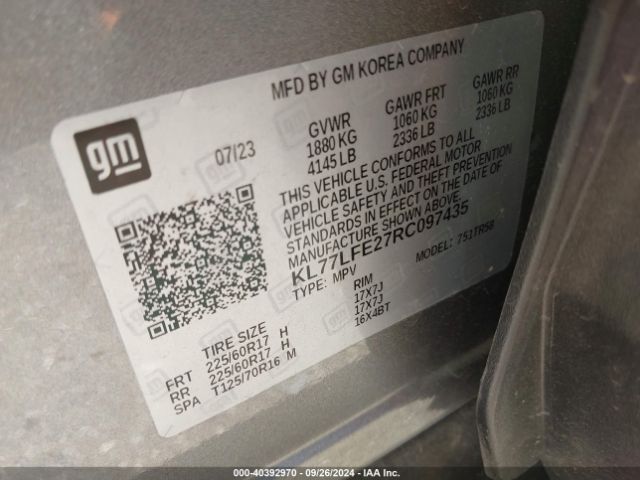 MFD BY GM KOREA COMPANY
gm
07/23
GVWR
1880 KG
4145 LB
GAWR FRT
1060 KG
2336 LB
GAWR RR
1060 KG
2336 LB
THIS VEHICLE CONFORMS TO ALL
APPLICABLE U.S. FEDERAL MOTOR
VEHICLE SAFETY AND THEFT PREVENTION
STANDARDS IN EFFECT ON THE DATE OF
MANUFACTURE SHOWN ABOVE.
KL77LFE27RC097435
TYPE: MPV
MODEL: 751TR58
TIRE SIZE RIM
FRT 225/60R17 H 17X7J
RR 225/60R17 H 17X7J
SPA T125/70R16 M 16X4BT
000-40392970 - 09/26/2024 - IAA Inc.